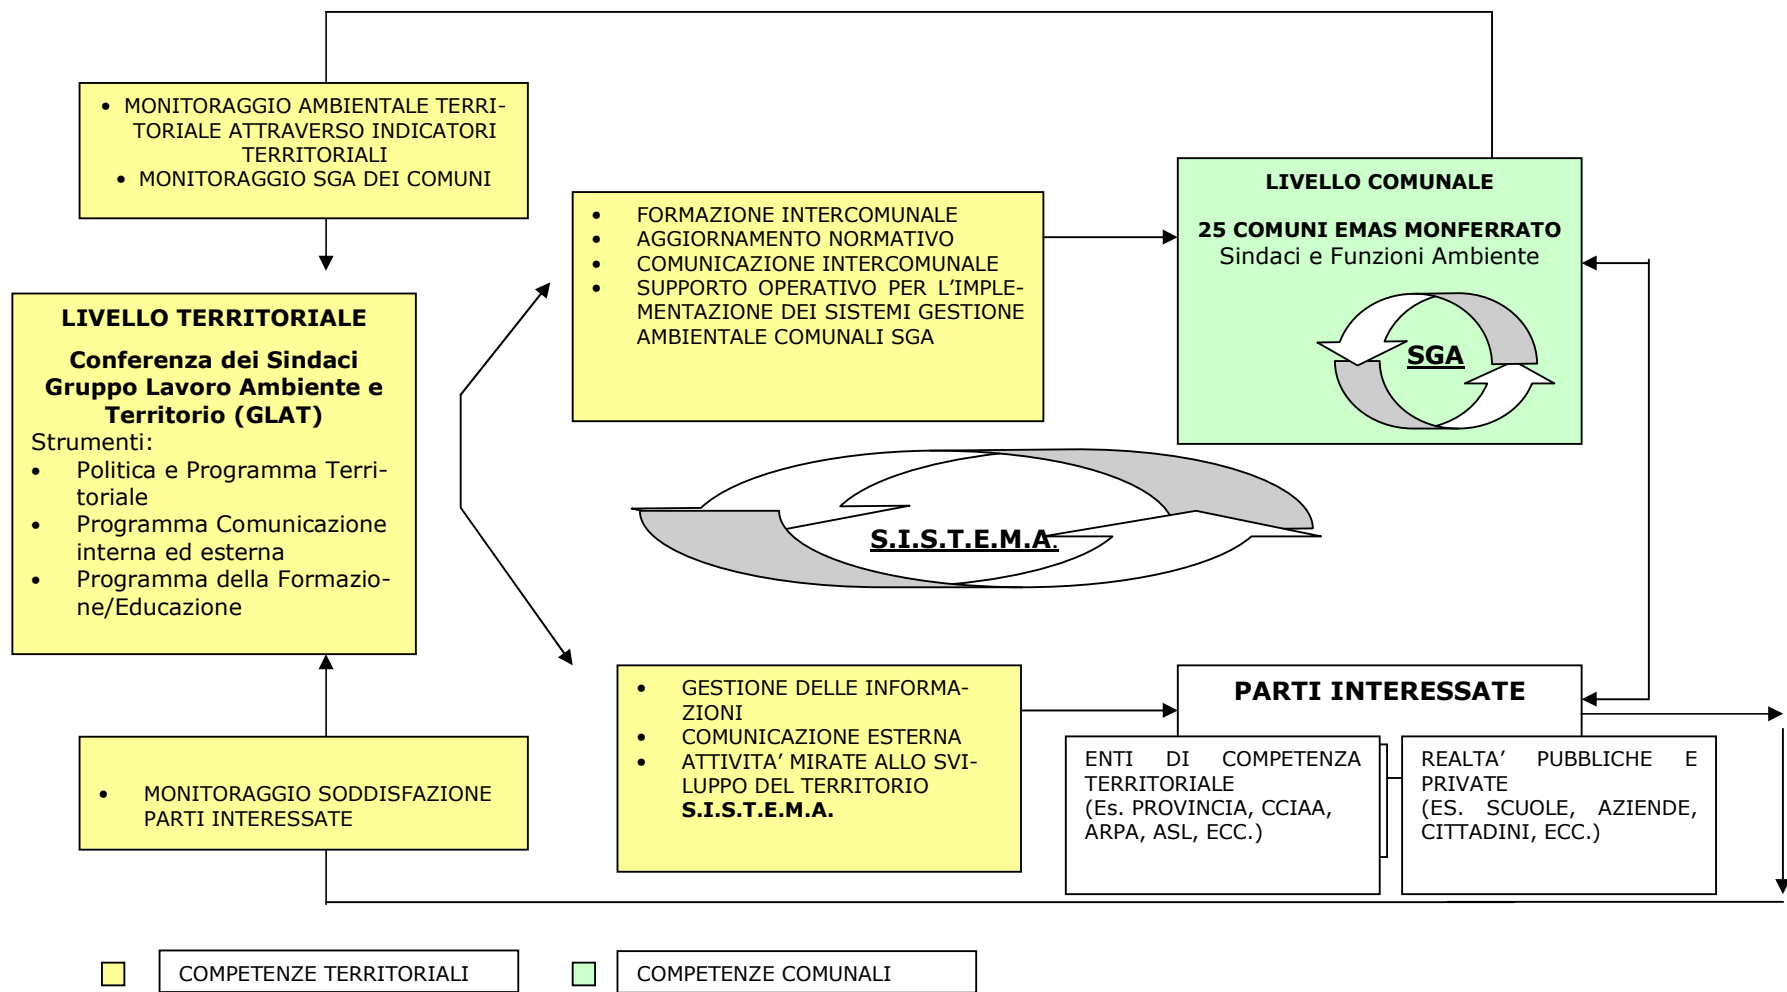 • MONITORAGGIO AMBIENTALE TERRI-
TORIALE ATTRAVERSO INDICATORI
TERRITORIALI
• MONITORAGGIO SGA DEI COMUNI
LIVELLO TERRITORIALE
Conferenza dei Sindaci
Gruppo Lavoro Ambiente e
Territorio (GLAT)
Strumenti:
• Politica e Programma Terri-
toriale
• Programma Comunicazione
interna ed esterna
• Programma della Formazio-
ne/Educazione
• MONITORAGGIO SODDISFAZIONE
PARTI INTERESSATE
• FORMAZIONE INTERCOMUNALE
• AGGIORNAMENTO NORMATIVO
• COMUNICAZIONE INTERCOMUNALE
• SUPPORTO OPERATIVO PER L'IMPLE-
MENTAZIONE DEI SISTEMI GESTIONE
AMBIENTALE COMUNALI SGA
LIVELLO COMUNALE
25 COMUNI EMAS MONFERRATO
Sindaci e Funzioni Ambiente
SGA
S.I.S.T.E.M.A.
• GESTIONE DELLE INFORMA-
ZIONI
• COMUNICAZIONE ESTERNA
• ATTIVITA' MIRATE ALLO SVI-
LUPPO DEL TERRITORIO
S.I.S.T.E.M.A.
PARTI INTERESSATE
ENTI DI COMPETENZA
TERRITORIALE
(Es. PROVINCIA, CCIAA,
ARPA, ASL, ECC.)
REALTA' PUBBLICHE E
PRIVATE
(ES. SCUOLE, AZIENDE,
CITTADINI, ECC.)
COMPETENZE TERRITORIALI
COMPETENZE COMUNALI